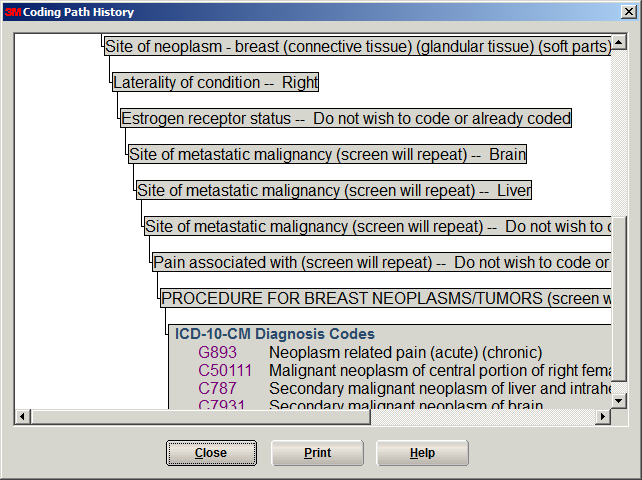 3M Coding Path History
Site of neoplasm - breast (connective tissue) (glandular tissue) (soft parts)
Laterality of condition -- Right
Estrogen receptor status -- Do not wish to code or already coded
Site of metastatic malignancy (screen will repeat) -- Brain
Site of metastatic malignancy (screen will repeat) -- Liver
Site of metastatic malignancy (screen will repeat) -- Do not wish to c
Pain associated with (screen will repeat) -- Do not wish to code or
PROCEDURE FOR BREAST NEOPLASMS/TUMORS (screen w
ICD-10-CM Diagnosis Codes
G893 Neoplasm related pain (acute) (chronic)
C50111 Malignant neoplasm of central portion of right fema
C787 Secondary malignant neoplasm of liver and intrahe
C7931 Secondary malignant neoplasm of brain
Close Print Help